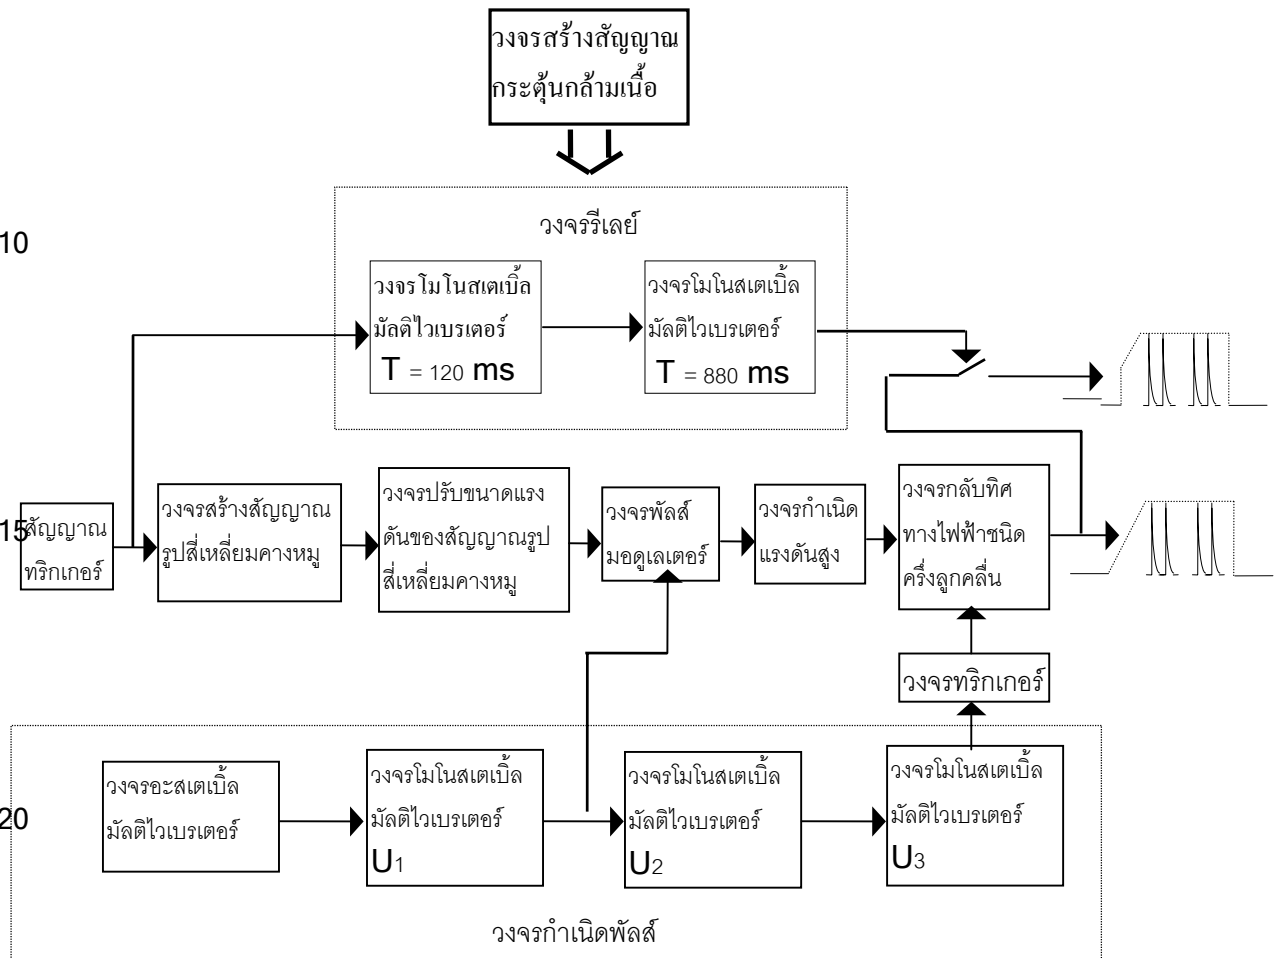 วงจรสร้างสัญญาณ
กระตุ้นกล้ามเนื้อ
วงจรรีเลย์
10
วงจรโมโนสเตเบิ้ล
มัลติไวเบรเตอร์
T = 120 ms
วงจรโมโนสเตเบิ้ล
มัลติไวเบรเตอร์
T = 880 ms
15
สัญญาณ
ทริกเกอร์
วงจรสร้างสัญญาณ
รูปสี่เหลี่ยมคางหมู
วงจรปรับขนาดแรง
ดันของสัญญาณรูป
สี่เหลี่ยมคางหมู
วงจรพัลส์
มอดูเลเตอร์
วงจรกำเนิด
แรงดันสูง
วงจรกลับทิศ
ทางไฟฟ้าชนิด
ครึ่งลูกคลื่น
วงจรทริกเกอร์
20
วงจรอะสเตเบิ้ล
มัลติไวเบรเตอร์
วงจรโมโนสเตเบิ้ล
มัลติไวเบรเตอร์
U1
วงจรโมโนสเตเบิ้ล
มัลติไวเบรเตอร์
U2
วงจรโมโนสเตเบิ้ล
มัลติไวเบรเตอร์
U3
วงจรกำเนิดพัลส์